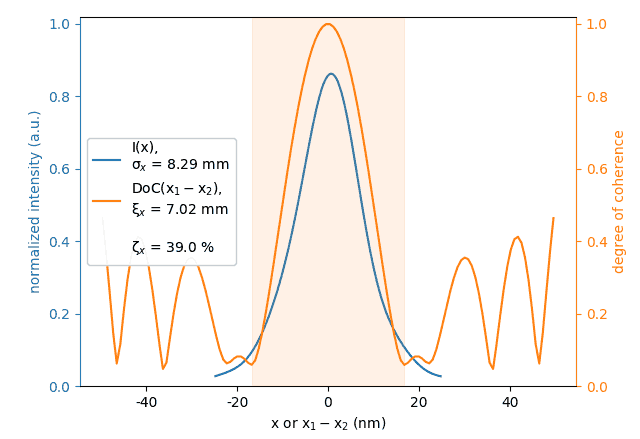 normalized intensity (a.u.)
1.0
0.8
0.6
0.4
0.2
0.0
I(x),
σₓ = 8.29 mm
DoC(x₁ − x₂),
ξₓ = 7.02 mm
ζₓ = 39.0 %
1.0
0.8
0.6
0.4
0.2
0.0
degree of coherence
-40 -20 0 20 40
x or x₁ − x₂ (nm)